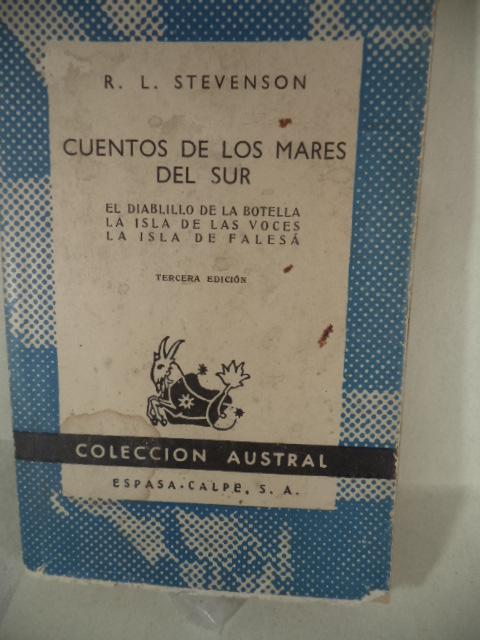 R. L. STEVENSON
CUENTOS DE LOS MARES
DEL SUR
EL DIABLILLO DE LA BOTELLA
LA ISLA DE LAS VOCES
LA ISLA DE FALESÁ
TERCERA EDICIÓN
COLECCION AUSTRAL
ESPASA-CALPE, S. A.